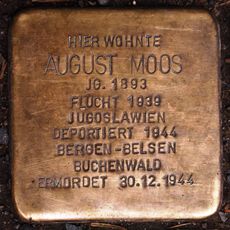 HIER WOHNTE
AUGUST MOOS
JG. 1893
FLUCHT 1939
JUGOSLAWIEN
DEPORTIERT 1944
BERGEN-BELSEN
BUCHENWALD
ERMORDET 30.12.1944